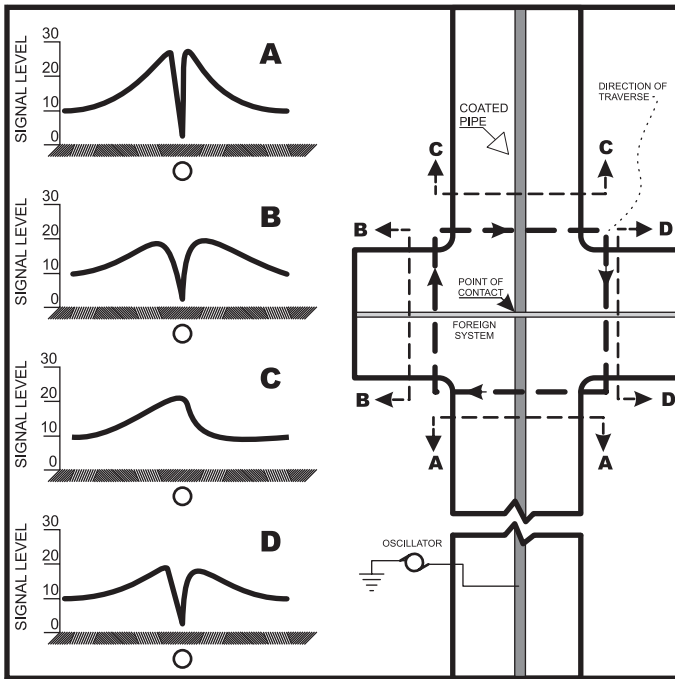 SIGNAL LEVEL
30
20
10
0
A
SIGNAL LEVEL
30
20
10
0
B
SIGNAL LEVEL
30
20
10
0
C
SIGNAL LEVEL
30
20
10
0
D
DIRECTION OF
TRAVERSE -
COATED
PIPE
C C
B D
POINT OF
CONTACT
FOREIGN
SYSTEM
B D
A A
OSCILLATOR